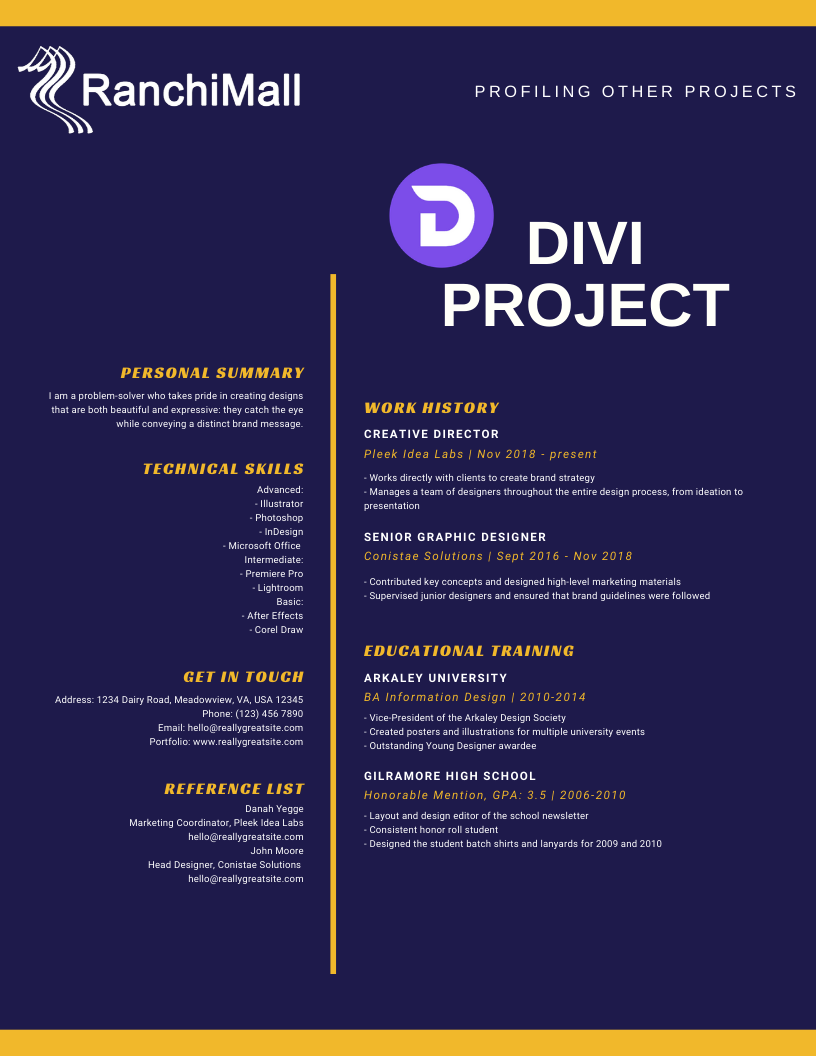 RanchiMall
PROFILING OTHER PROJECTS
DIVI
PROJECT
PERSONAL SUMMARY
I am a problem-solver who takes pride in creating designs
that are both beautiful and expressive: they catch the eye
while conveying a distinct brand message.
TECHNICAL SKILLS
Advanced:
- Illustrator
- Photoshop
- InDesign
- Microsoft Office
Intermediate:
- Premiere Pro
- Lightroom
Basic:
- After Effects
- Corel Draw
GET IN TOUCH
Address: 1234 Dairy Road, Meadowview, VA, USA 12345
Phone: (123) 456 7890
Email: hello@reallygreatsite.com
Portfolio: www.reallygreatsite.com
REFERENCE LIST
Danah Yegge
Marketing Coordinator, Pleek Idea Labs
hello@reallygreatsite.com
John Moore
Head Designer, Conistae Solutions
hello@reallygreatsite.com
WORK HISTORY
CREATIVE DIRECTOR
Pleek Idea Labs | Nov 2018 - present
- Works directly with clients to create brand strategy
- Manages a team of designers throughout the entire design process, from ideation to
presentation
SENIOR GRAPHIC DESIGNER
Conistae Solutions | Sept 2016 - Nov 2018
- Contributed key concepts and designed high-level marketing materials
- Supervised junior designers and ensured that brand guidelines were followed
EDUCATIONAL TRAINING
ARKALEY UNIVERSITY
BA Information Design | 2010-2014
- Vice-President of the Arkaley Design Society
- Created posters and illustrations for multiple university events
- Outstanding Young Designer awardee
GILRAMORE HIGH SCHOOL
Honorable Mention, GPA: 3.5 | 2006-2010
- Layout and design editor of the school newsletter
- Consistent honor roll student
- Designed the student batch shirts and lanyards for 2009 and 2010